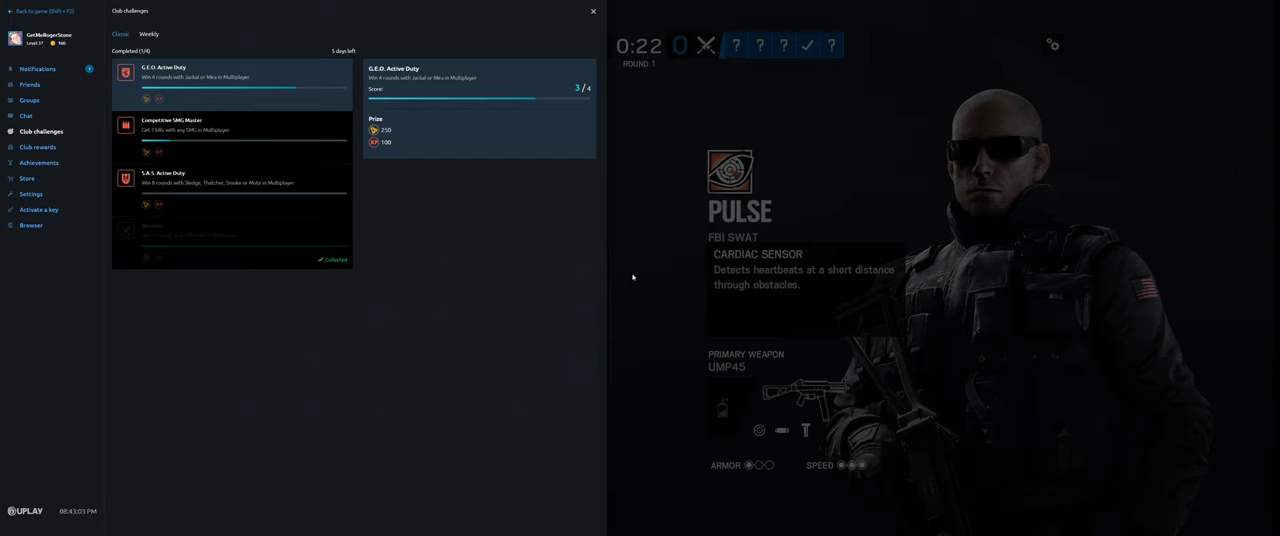 ← Back to game (Shift + F2)
GetMeRogerStone
Level 37 160
Notifications 1
Friends
Groups
Chat
Club challenges
Club rewards
Achievements
Store
Settings
Activate a key
Browser
UPLAY 08:43:03 PM
Club challenges
Classic Weekly
Completed (1/4) 5 days left
G.E.O. Active Duty
Win 4 rounds with Jackal or Mira in Multiplayer
XP
Competitive SMG Master
Get 7 kills with any SMG in Multiplayer
XP
S.A.S. Active Duty
Win 8 rounds with Sledge, Thatcher, Smoke or Mute in Multiplayer
XP
Attacker
Collected
G.E.O. Active Duty
Win 4 rounds with Jackal or Mira in Multiplayer
Score: 3 / 4
Prize
250
XP 100
0:22 0 ? ? ? ?
ROUND 1
PULSE
FBI SWAT
CARDIAC SENSOR
Detects heartbeats at a short distance
through obstacles.
PRIMARY WEAPON
UMP45
ARMOR SPEED